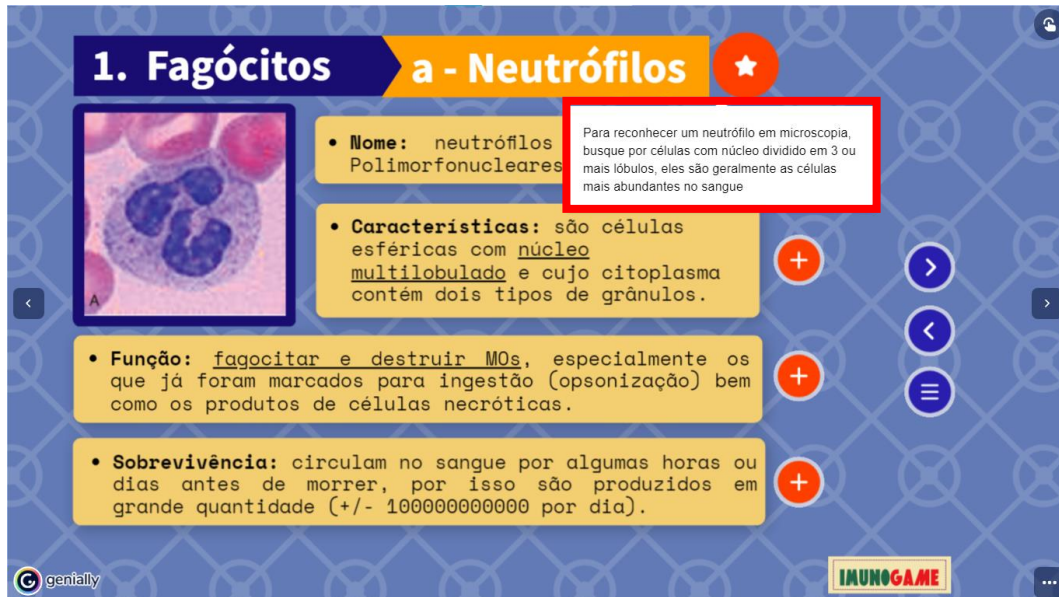 1. Fagócitos
a - Neutrófilos
• Nome: neutrófilos
Polimorfonucleares
Para reconhecer um neutrófilo em microscopia,
busque por células com núcleo dividido em 3 ou
mais lóbulos, eles são geralmente as células
mais abundantes no sangue
• Características: são células
esféricas com núcleo
multilobulado e cujo citoplasma
contém dois tipos de grânulos.
A
• Função: fagocitar e destruir MOs, especialmente os
que já foram marcados para ingestão (opsonização) bem
como os produtos de células necróticas.
• Sobrevivência: circulam no sangue por algumas horas ou
dias antes de morrer, por isso são produzidos em
grande quantidade (+/- 100000000000 por dia).
genially
IMUNOGAME